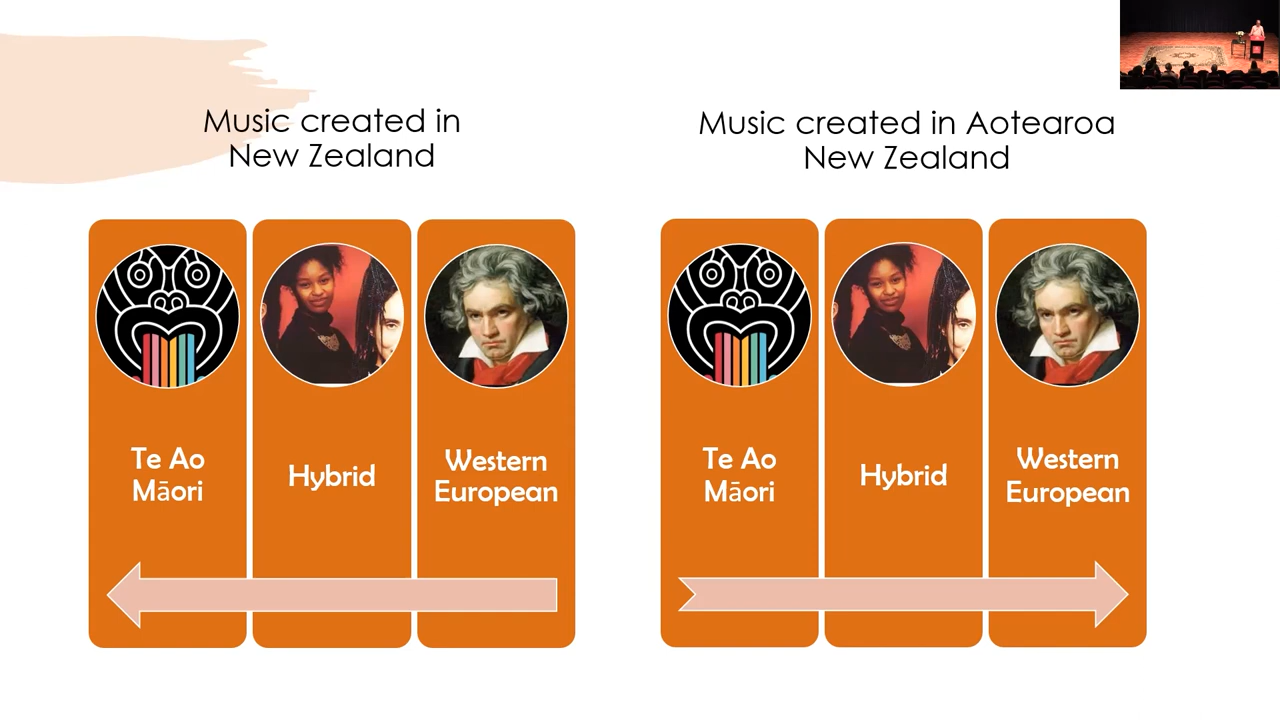 Music created in
New Zealand
Te Ao
Māori
Hybrid
Western
European
Music created in Aotearoa
New Zealand
Te Ao
Māori
Hybrid
Western
European